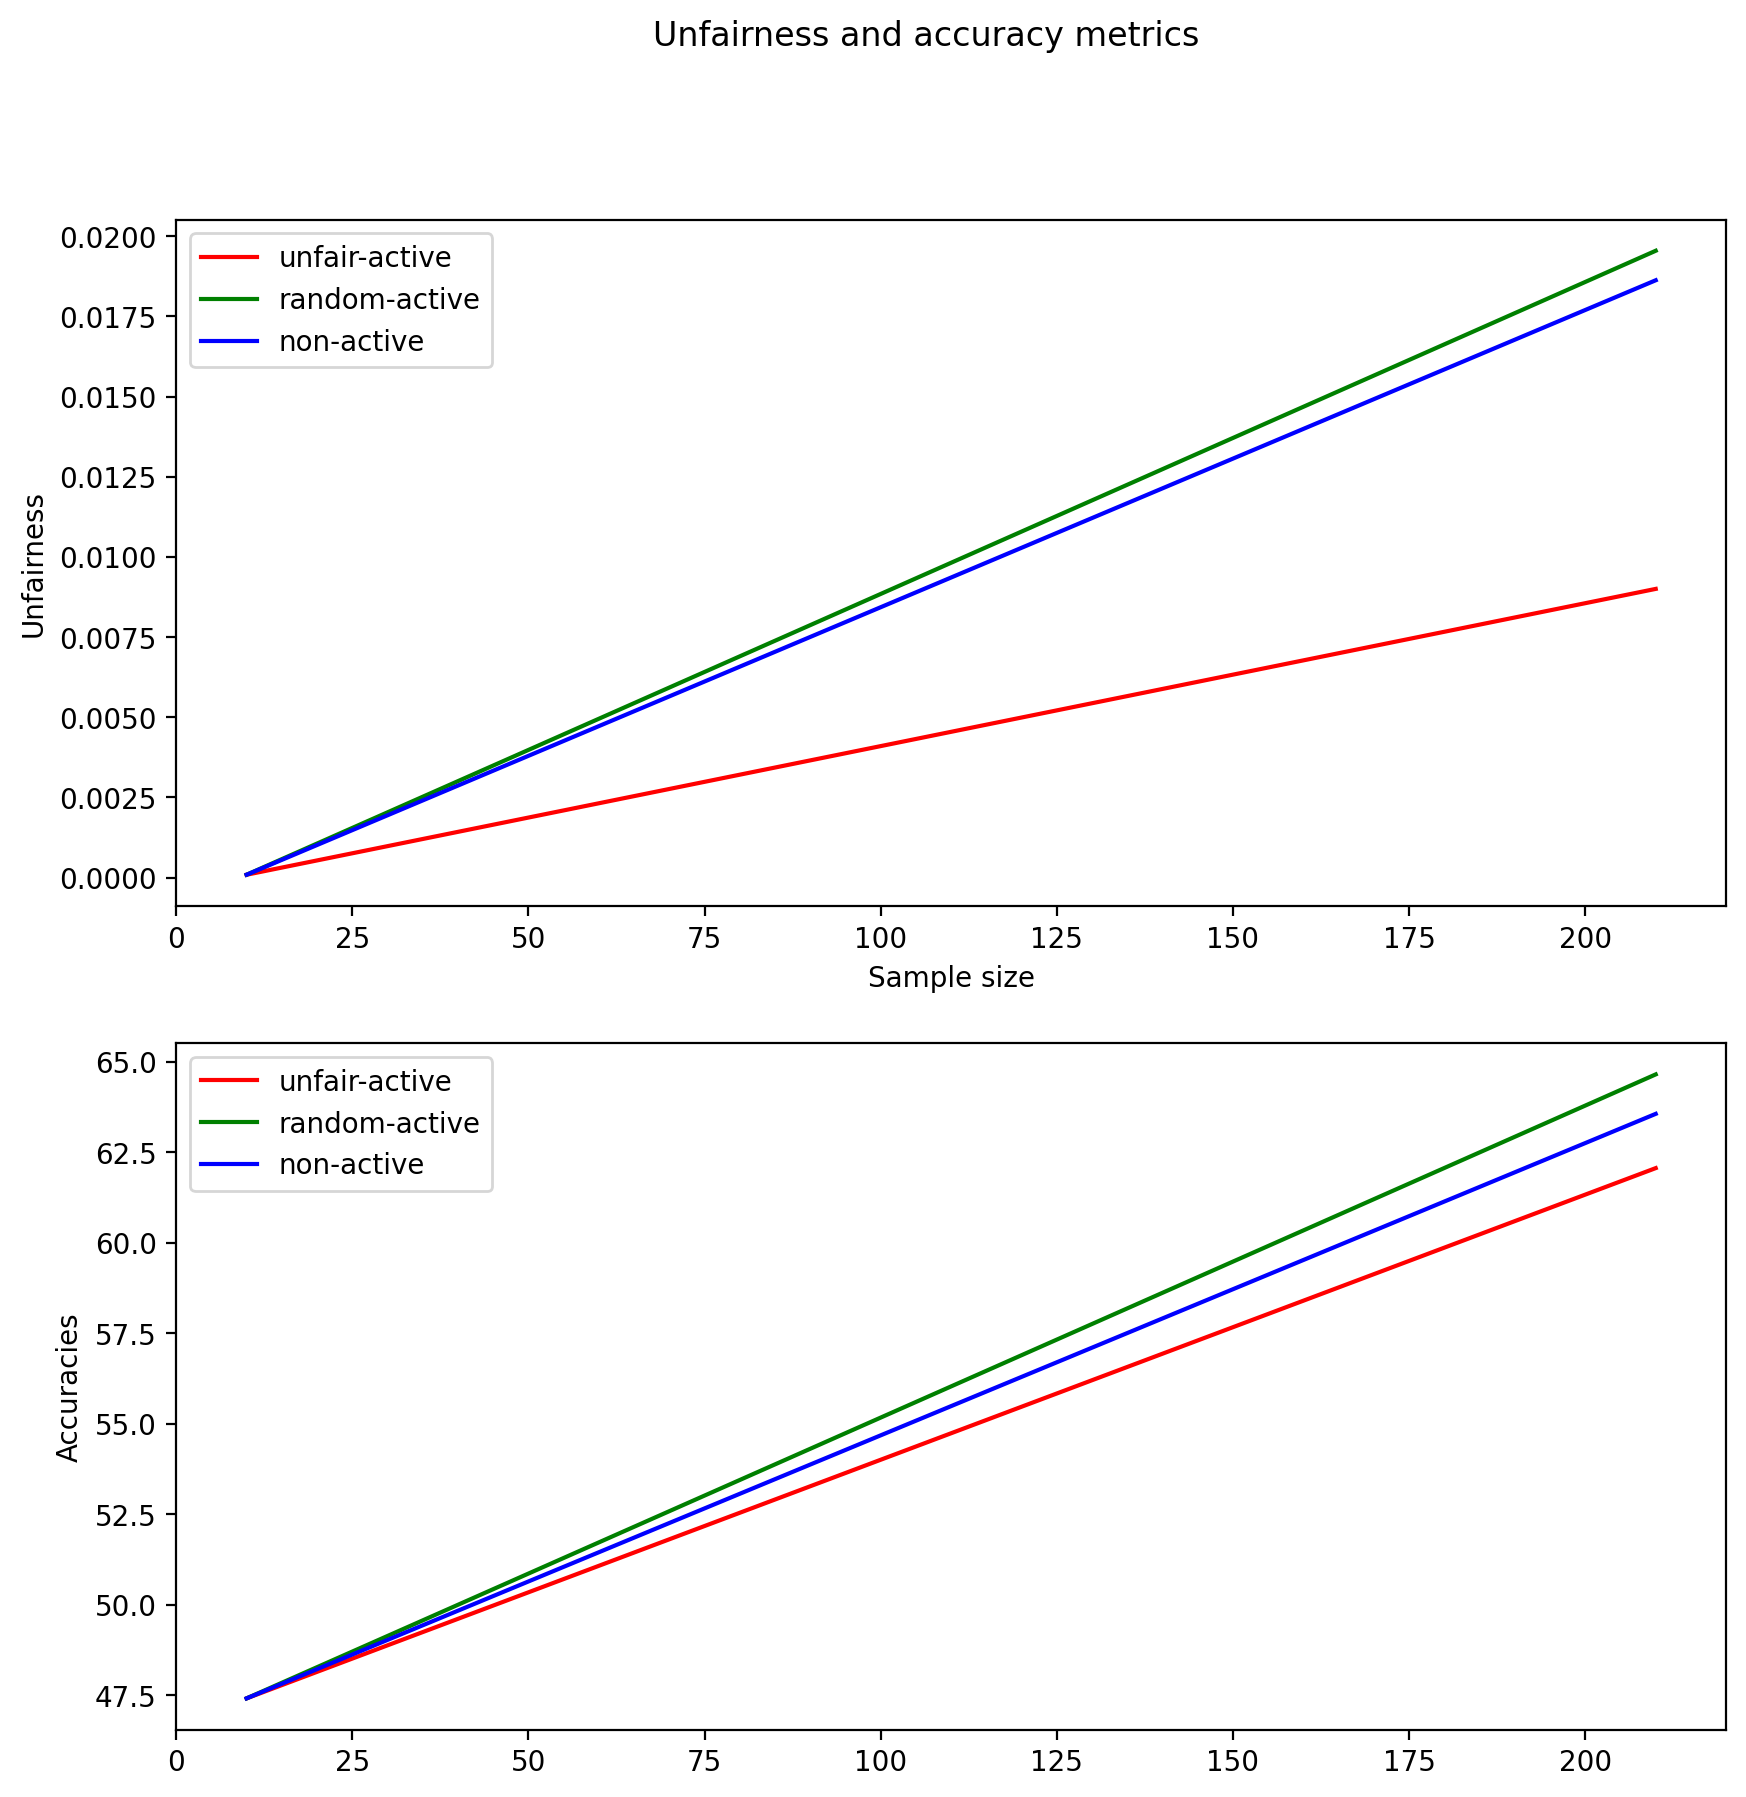 Unfairness and accuracy metrics
0.0200
0.0175
0.0150
0.0125
0.0100
0.0075
0.0050
0.0025
0.0000
Unfairness
unfair-active
random-active
non-active
0 25 50 75 100 125 150 175 200
Sample size
65.0
62.5
60.0
57.5
55.0
52.5
50.0
47.5
Accuracies
unfair-active
random-active
non-active
0 25 50 75 100 125 150 175 200